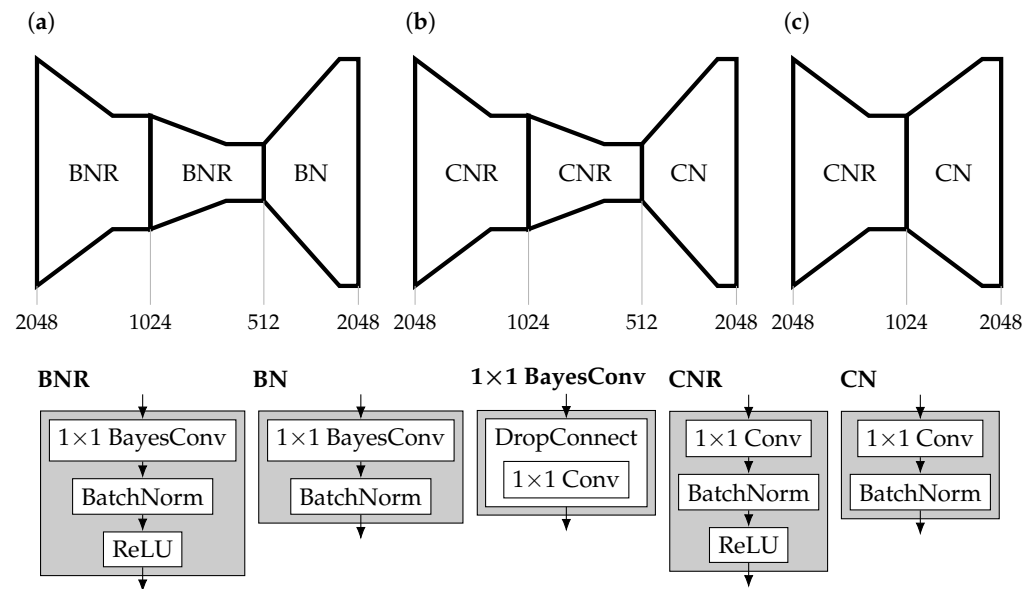 (a) (b) (c)
BNR BNR BN CNR CNR CN CNR CN
2048 1024 512 2048 2048 1024 512 2048 2048 1024 2048
BNR
1×1 BayesConv
BatchNorm
ReLU
BN
1×1 BayesConv
BatchNorm
1×1 BayesConv
DropConnect
1×1 Conv
CNR
1×1 Conv
BatchNorm
ReLU
CN
1×1 Conv
BatchNorm